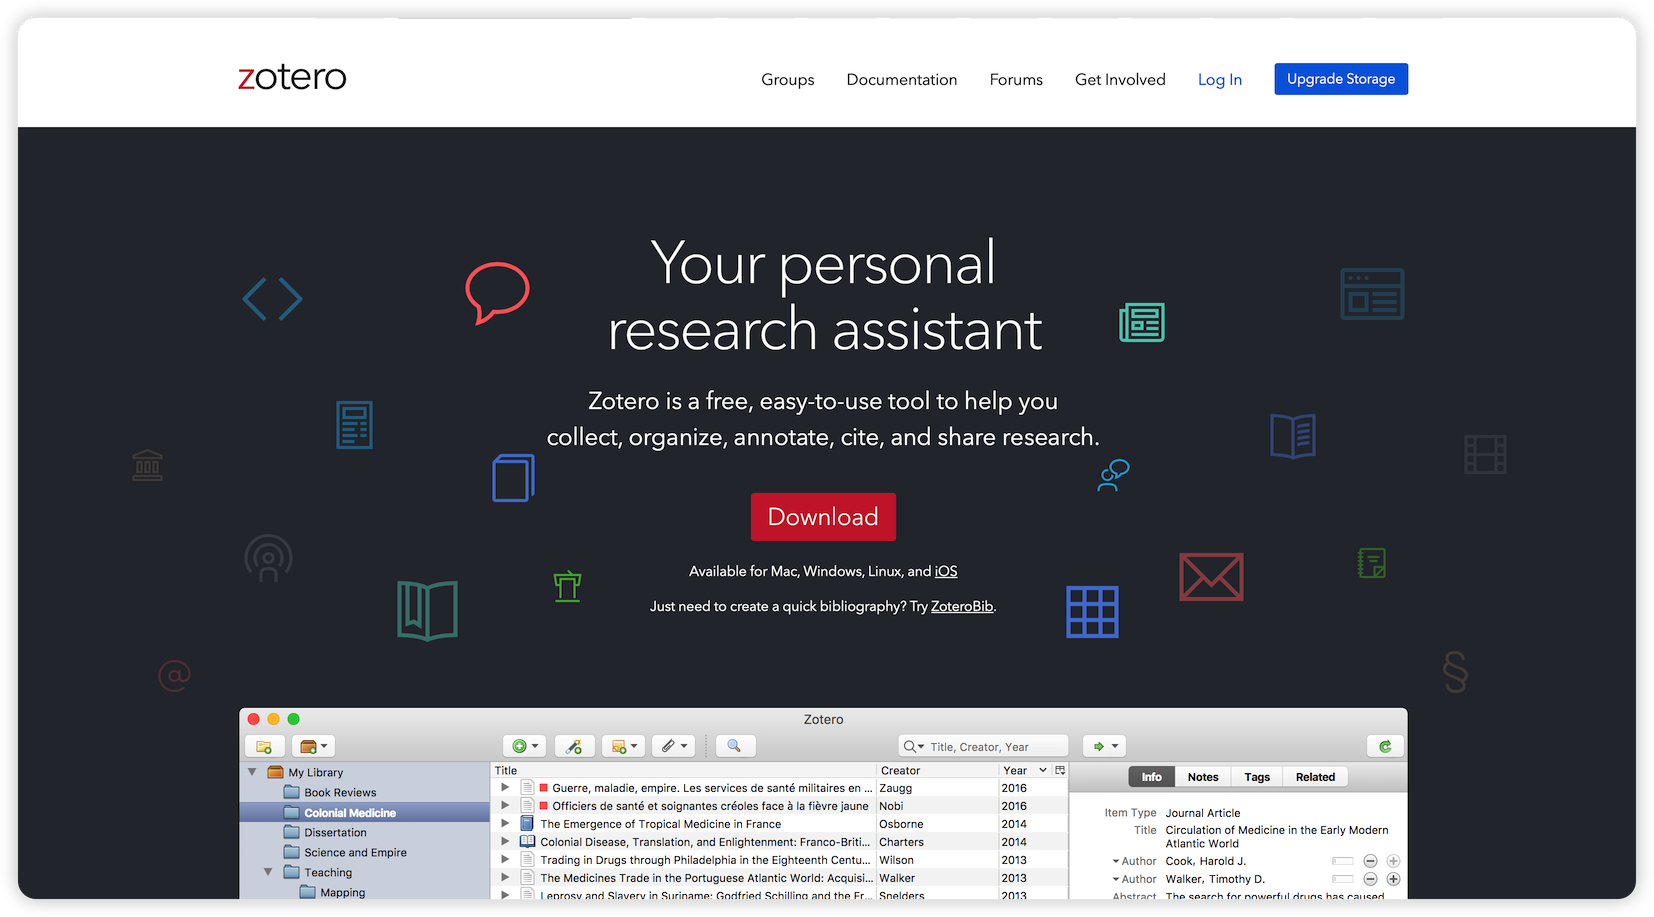 zotero
Groups
Documentation
Forums
Get Involved
Log In
Upgrade Storage
Your personal
research assistant
Zotero is a free, easy-to-use tool to help you
collect, organize, annotate, cite, and share research.
Download
Available for Mac, Windows, Linux, and iOS
Just need to create a quick bibliography? Try ZoteroBib.
@
§
Zotero
Title, Creator, Year
My Library
Book Reviews
Colonial Medicine
Dissertation
Science and Empire
Teaching
Mapping
Title Creator Year
Guerre, maladie, empire. Les services de santé militaires en ... Zaugg 2016
Officiers de santé et soignantes créoles face à la fièvre jaune Nobi 2016
The Emergence of Tropical Medicine in France Osborne 2014
Colonial Disease, Translation, and Enlightenment: Franco-Briti... Charters 2014
Trading in Drugs through Philadelphia in the Eighteenth Centu... Wilson 2013
The Medicines Trade in the Portuguese Atlantic World: Acquisi... Walker 2013
Leprosy and Slavery in Suriname: Godfried Schilling and the Fr... Snelders 2013
Info Notes Tags Related
Item Type Journal Article
Title Circulation of Medicine in the Early Modern
Atlantic World
Author Cook, Harold J.
Author Walker, Timothy D.
Abstract The search for powerful drugs has caused